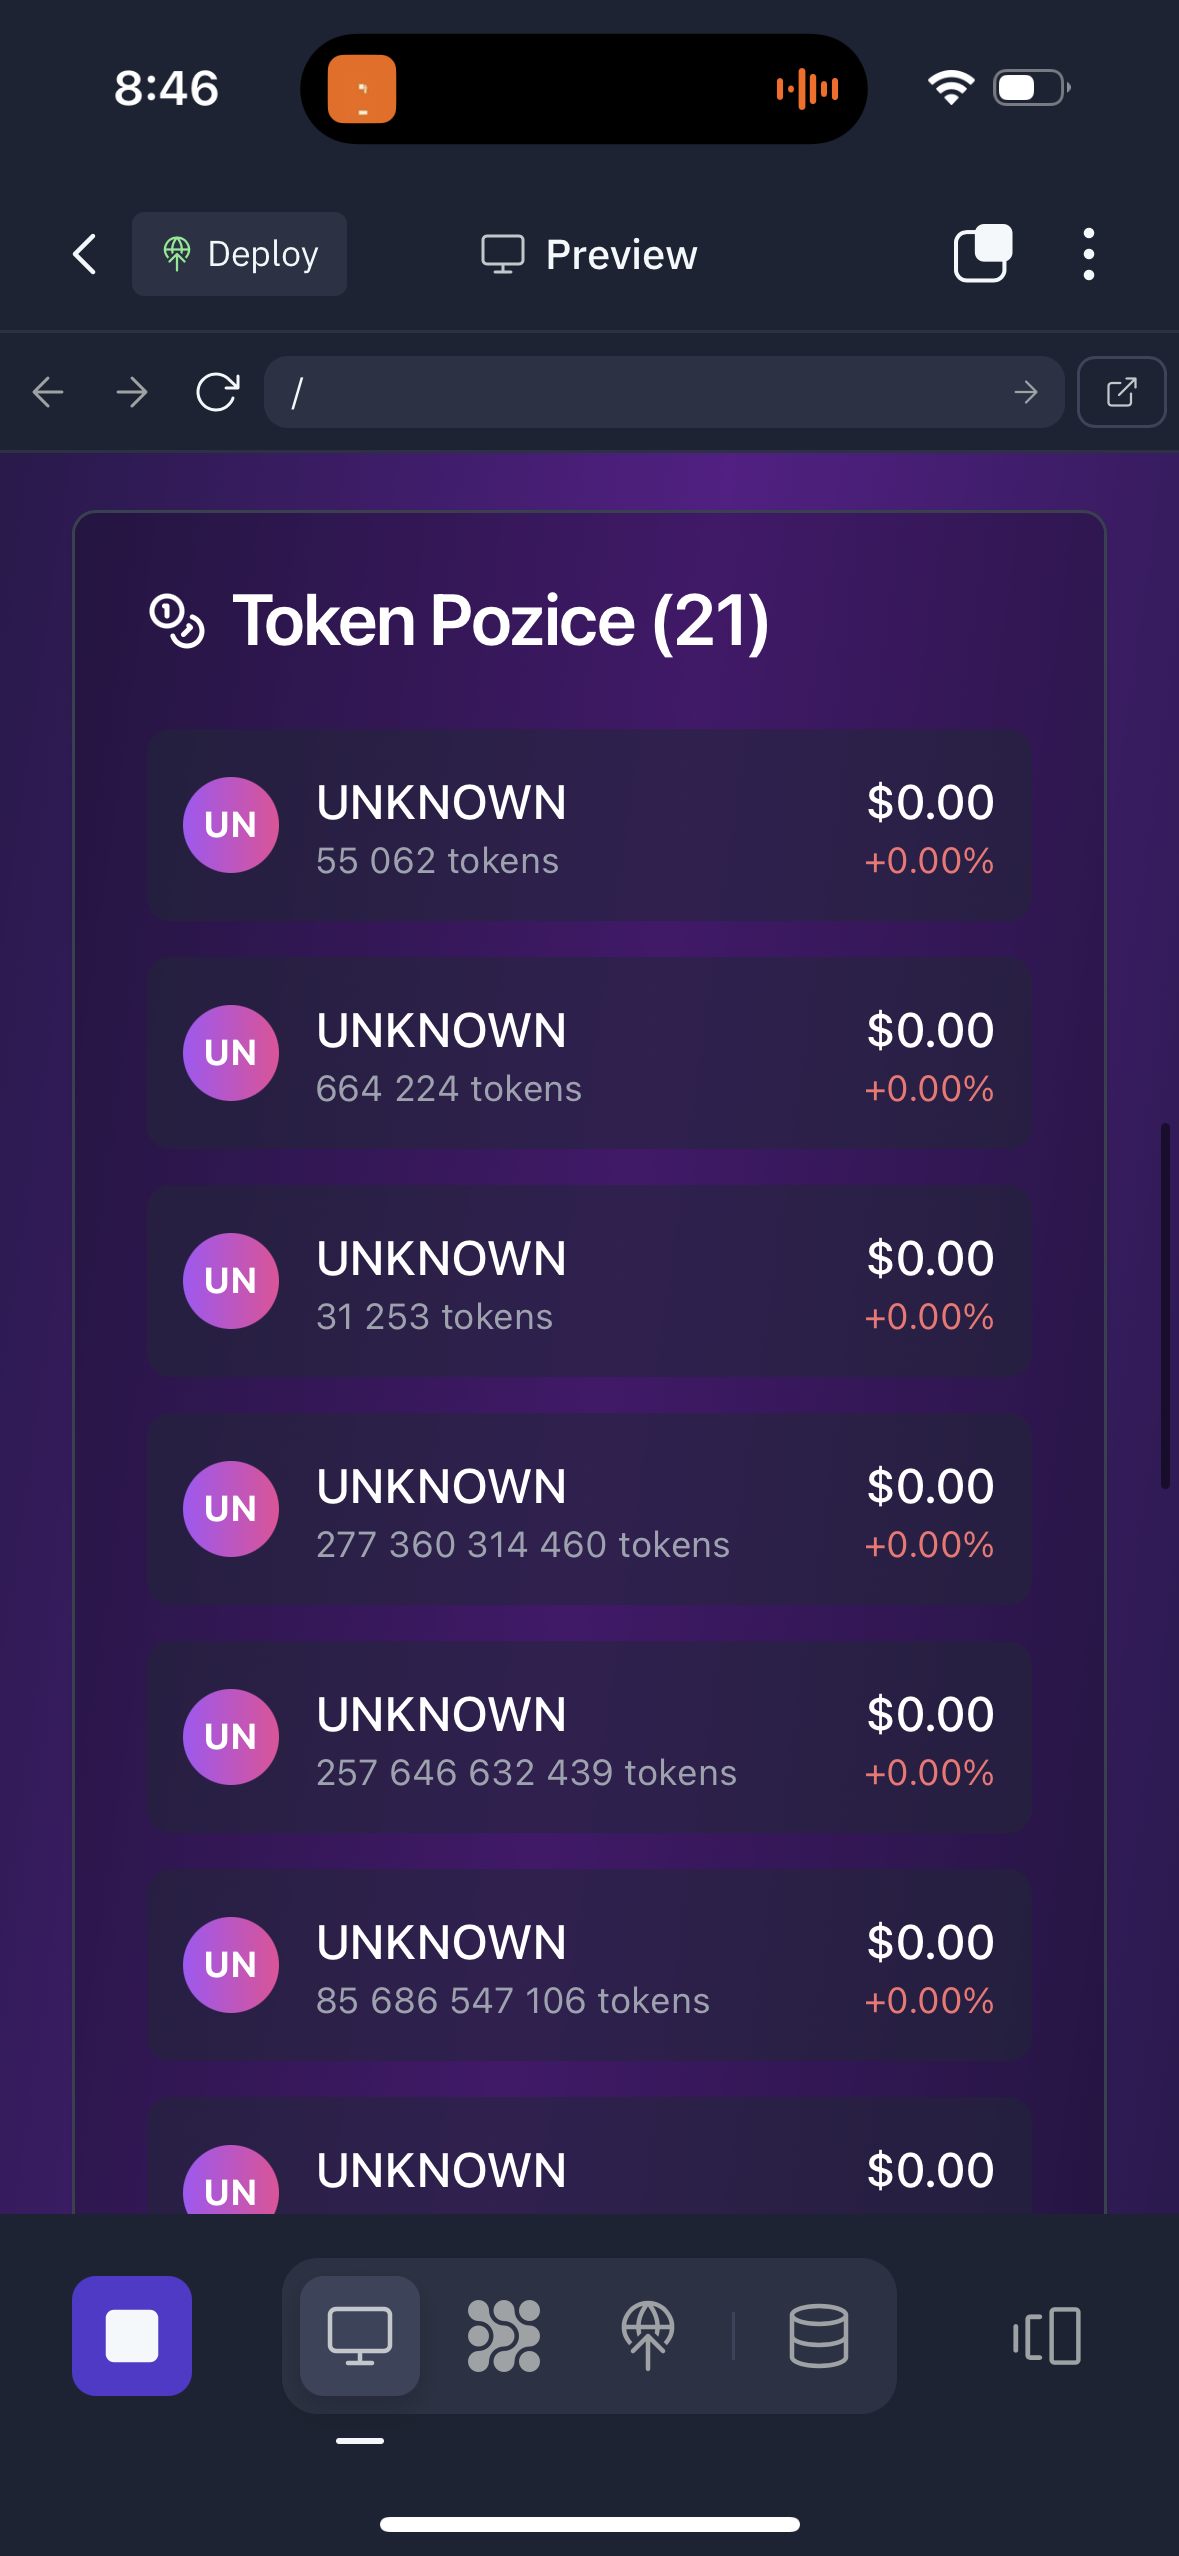 8:46
Deploy
Preview
/
Token Pozice (21)
UN
UNKNOWN
$0.00
55 062 tokens
+0.00%
UN
UNKNOWN
$0.00
664 224 tokens
+0.00%
UN
UNKNOWN
$0.00
31 253 tokens
+0.00%
UN
UNKNOWN
$0.00
277 360 314 460 tokens
+0.00%
UN
UNKNOWN
$0.00
257 646 632 439 tokens
+0.00%
UN
UNKNOWN
$0.00
85 686 547 106 tokens
+0.00%
UN
UNKNOWN
$0.00